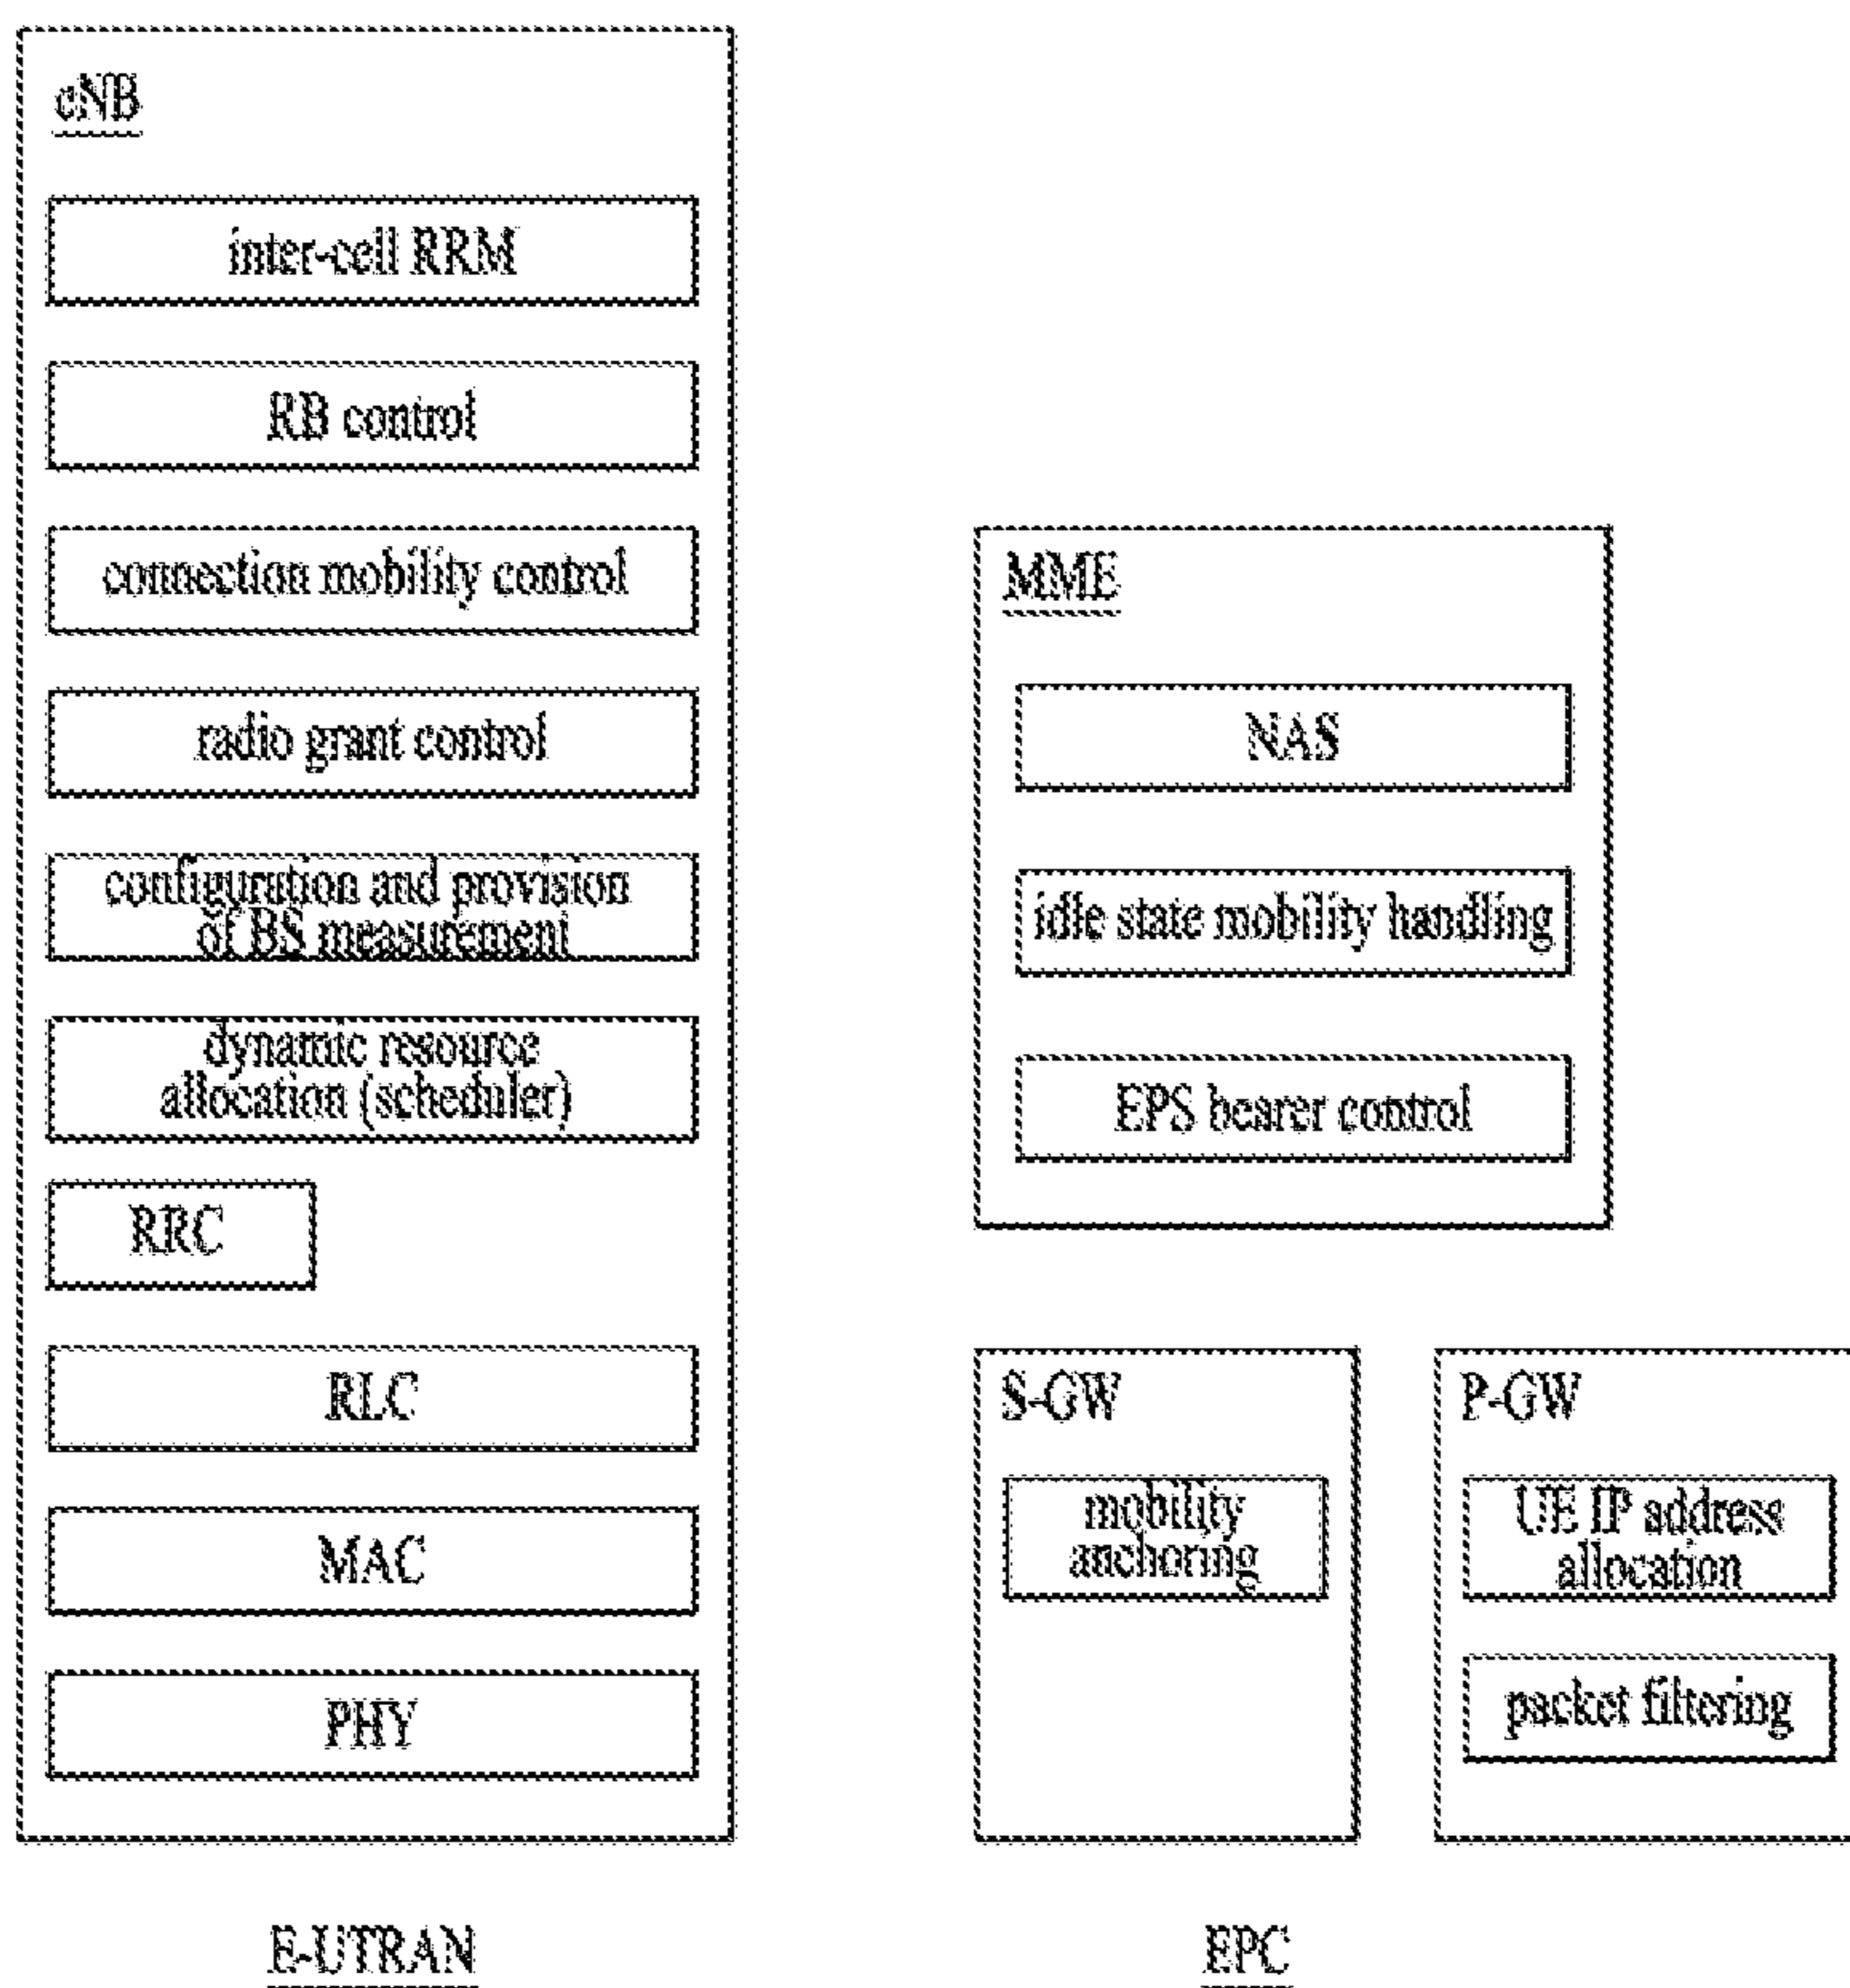 eNB
inter-cell RRM
RB control
connection mobility control
radio grant control
configuration and provision
of BS measurement
dynamic resource
allocation (scheduler)
RRC
RLC
MAC
PHY
E-UTRAN
MME
NAS
idle state mobility handling
EPS bearer control
S-GW
mobility
anchoring
P-GW
UE IP address
allocation
packet filtering
EPC